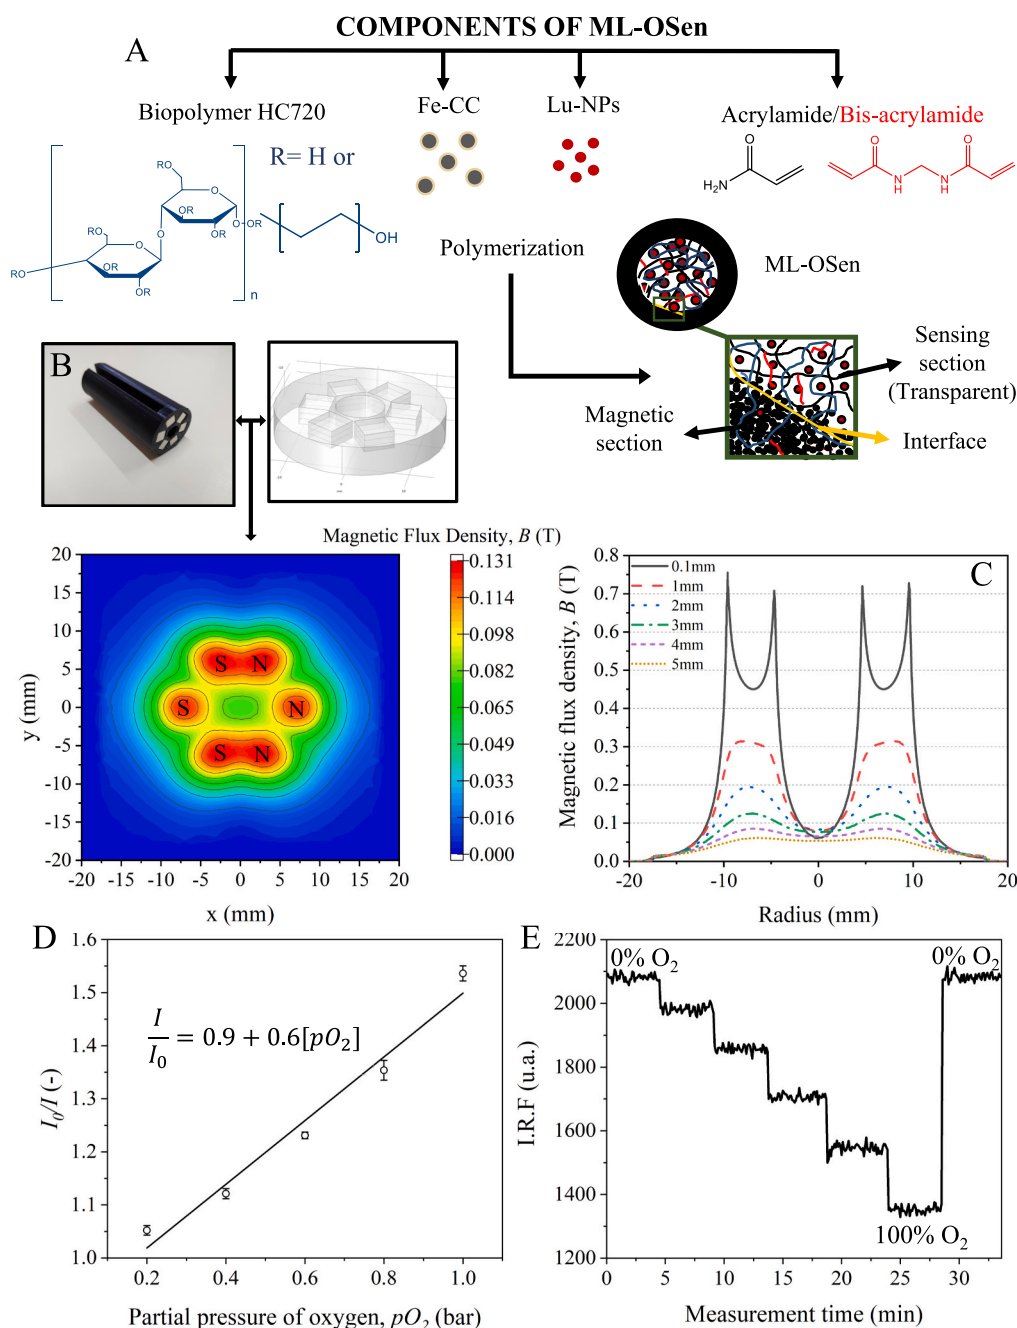 COMPONENTS OF ML-OSen
A
Biopolymer HC720
Fe-CC
Lu-NPs
Acrylamide/Bis-acrylamide
R= H or
RO
OR
O
O
RO
OR
O
OR
RO
O
RO
OR
OR
n
OH
O
H₂N
O
N
H
N
H
O
Polymerization
ML-OSen
Sensing
section
(Transparent)
Magnetic
section
Interface
B
Magnetic Flux Density, B (T)
20
15
10
5
0
-5
-10
-15
-20
y (mm)
S N
S N
S N
-20 -15 -10 -5 0 5 10 15 20
x (mm)
0.131
0.114
0.098
0.082
0.065
0.049
0.033
0.016
0.000
C
0.8
0.7
0.6
0.5
0.4
0.3
0.2
0.1
0.0
Magnetic flux density, B (T)
0.1mm
1mm
2mm
3mm
4mm
5mm
-20 -10 0 10 20
Radius (mm)
D
1.6
1.5
1.4
1.3
1.2
1.1
1.0
I₀/I (-)
I/I₀ = 0.9 + 0.6[pO₂]
0.2 0.4 0.6 0.8 1.0
Partial pressure of oxygen, pO₂ (bar)
E
2200
2000
1800
1600
1400
1200
I.R.F (u.a.)
0% O₂
0% O₂
100% O₂
0 5 10 15 20 25 30
Measurement time (min)